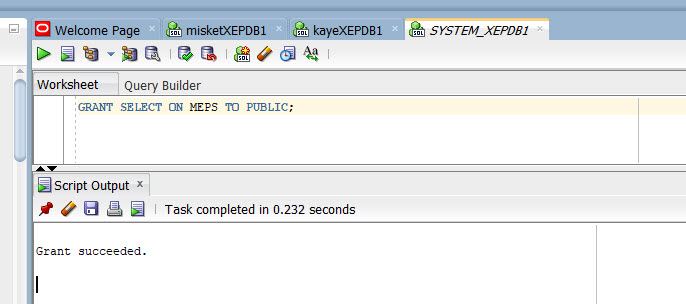 Welcome Page misketXEPDB1 kayeXEPDB1 SYSTEM_XEPDB1
Worksheet Query Builder
GRANT SELECT ON MEPS TO PUBLIC;
Script Output x
Task completed in 0.232 seconds
Grant succeeded.